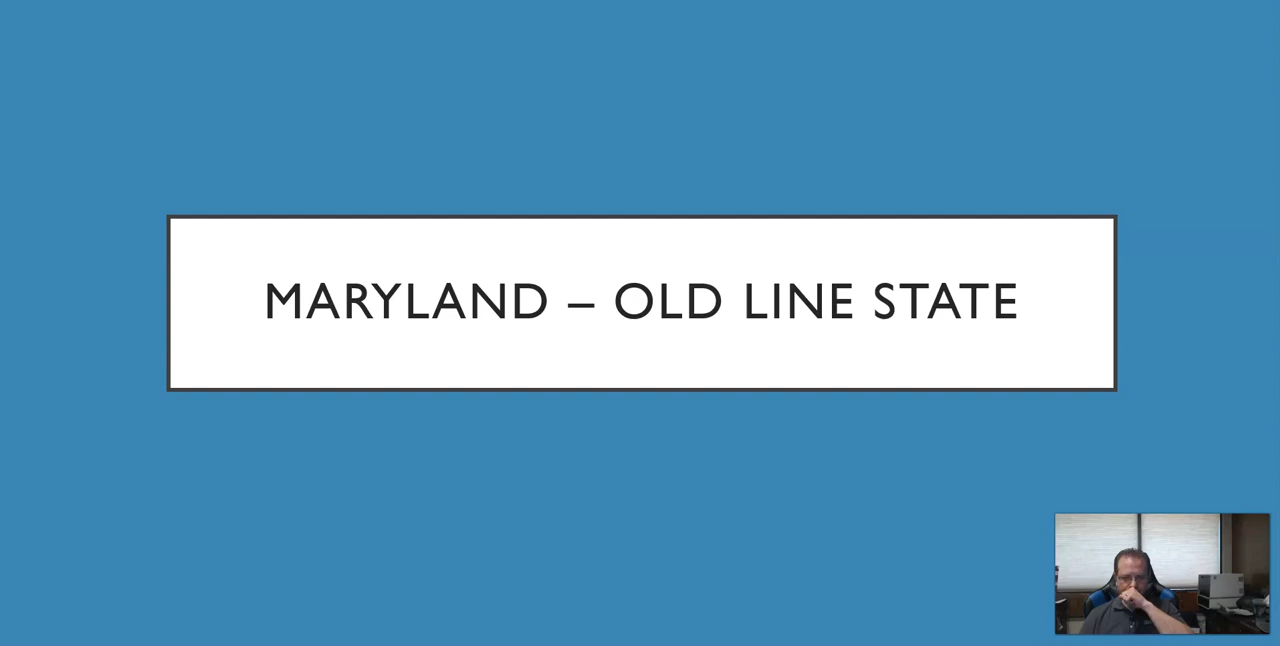 MARYLAND – OLD LINE STATE